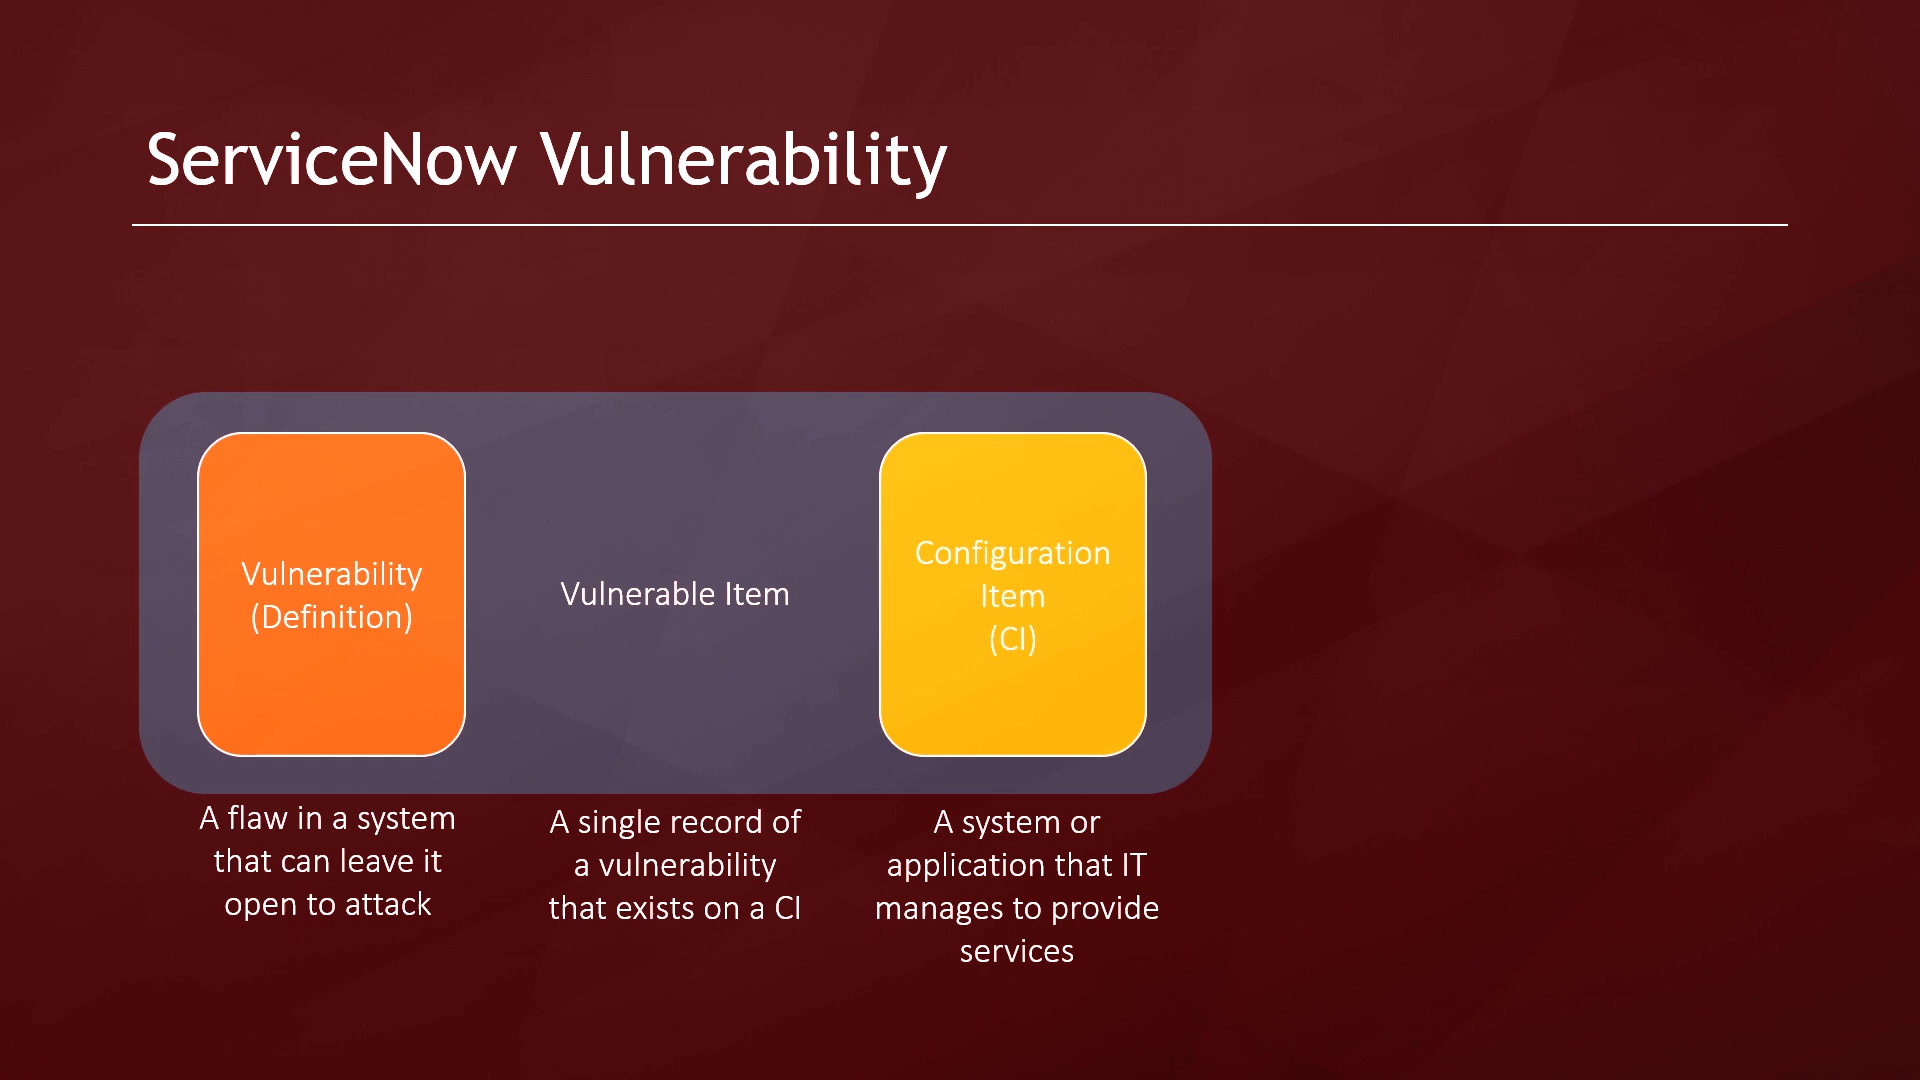 ServiceNow Vulnerability
Vulnerability
(Definition)
Vulnerable Item
Configuration
Item
(CI)
A flaw in a system
that can leave it
open to attack
A single record of
a vulnerability
that exists on a CI
A system or
application that IT
manages to provide
services